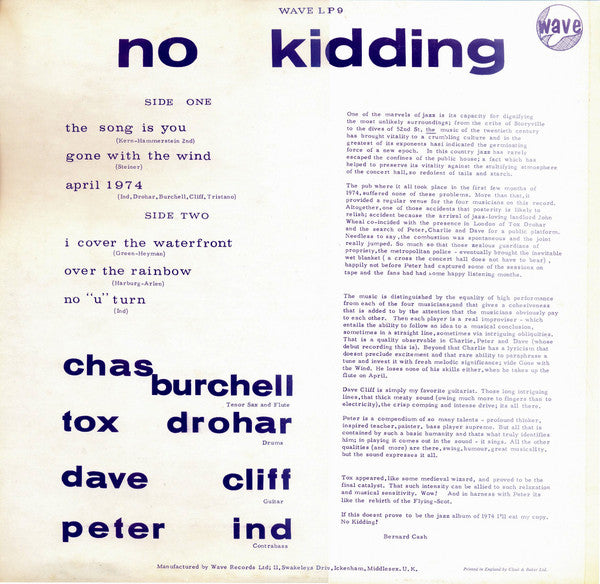 WAVE LP9
wave
no kidding
SIDE ONE
the song is you
(Kern-Hammerstein 2nd)
gone with the wind
(Steiner)
april 1974
(Ind, Drohar, Burchell, Cliff, Tristano)
SIDE TWO
i cover the waterfront
(Green-Heyman)
over the rainbow
(Harburg-Arlen)
no "u" turn
(Ind)
chas burchell
Tenor Sax and Flute
tox drohar
Drums
dave cliff
Guitar
peter ind
Contrabass
One of the marvels of jazz is its capacity for dignifying
the most unlikely surroundings; from the cribs of Storyville
to the dives of 52nd St, the music of the twentieth century
has brought vitality to a crumbling culture and in the
greatest of its exponents has indicated the germinating
force of a new epoch. In this country jazz has rarely
escaped the confines of the public house; a fact which has
helped to preserve its vitality against the stultifying atmosphere
of the concert hall, so redolent of tails and starch.
The pub where it all took place in the first few months of
1974, suffered none of these problems. More than that, it
provided a regular venue for the four musicians on this record.
Altogether, one of those accidents that posterity is likely to
relish; accident because the arrival of jazz-loving landlord John
Wheal co-incided with the presence in London of Tox Drohar
and the search of Peter, Charlie and Dave for a public platform.
Needless to say, the combustion was spontaneous and the joint
really jumped. So much so that those zealous guardians of
propriety, the metropolitan police - eventually brought the inevitable
wet blanket (a cross the concert hall does not have to bear),
happily not before Peter had captured some of the sessions on
tape and the fans had had some happy listening months.
The music is distinguished by the equality of high performance
from each of the four musicians; and that gives a cohesiveness
that is added to by the attention that the musicians obviously pay
to each other. Then each player is a real improvisor - which
entails the ability to follow an idea to a musical conclusion,
sometimes in a straight line, sometimes via intriguing obliquities.
That is a quality observable in Charlie, Peter and Dave (whose
debut recording this is). Beyond that Charlie has a lyricism that
does not preclude excitement and that rare ability to paraphrase a
tune and invest it with fresh melodic significance; vide Gone with
the Wind. He loses none of his skills either, when he takes up the
flute on April.
Dave Cliff is simply my favorite guitarist. Those long intriguing
lines, that thick meaty sound (owing much more to fingers than to
electricity), the crisp comping and intense drive; its all there.
Peter is a compendium of so many talents - profound thinker,
inspired teacher, painter, bass player supreme. But all that is
contained by such a basic humanity and thats what truly identifies
him; in playing it comes out in the sound - it sings. All the other
qualities (and more) are there, swing, humour, great musicality,
but the sound expresses it all.
Tox appeared, like some medieval wizard, and proved to be the
final catalyst. That such intensity can be allied to such relaxation
and musical sensitivity. Wow! And in harness with Peter its
like the rebirth of the Flying-Scot.
If this doesnt prove to be the jazz album of 1974 I'll eat my copy.
No Kidding!
Bernard Cash
Manufactured by Wave Records Ltd; 11, Swakeleys Driv, Ickenham, Middlesex. U.K.
Printed in England by